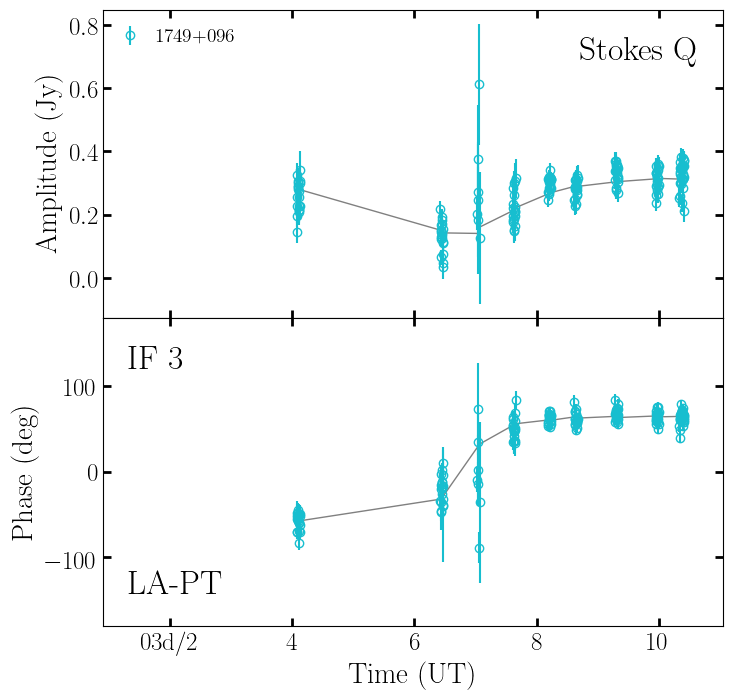 1749+096
Stokes Q
0.8
0.6
0.4
0.2
0.0
Amplitude (Jy)
IF 3
100
0
−100
Phase (deg)
LA-PT
03d/2
4
6
8
10
Time (UT)